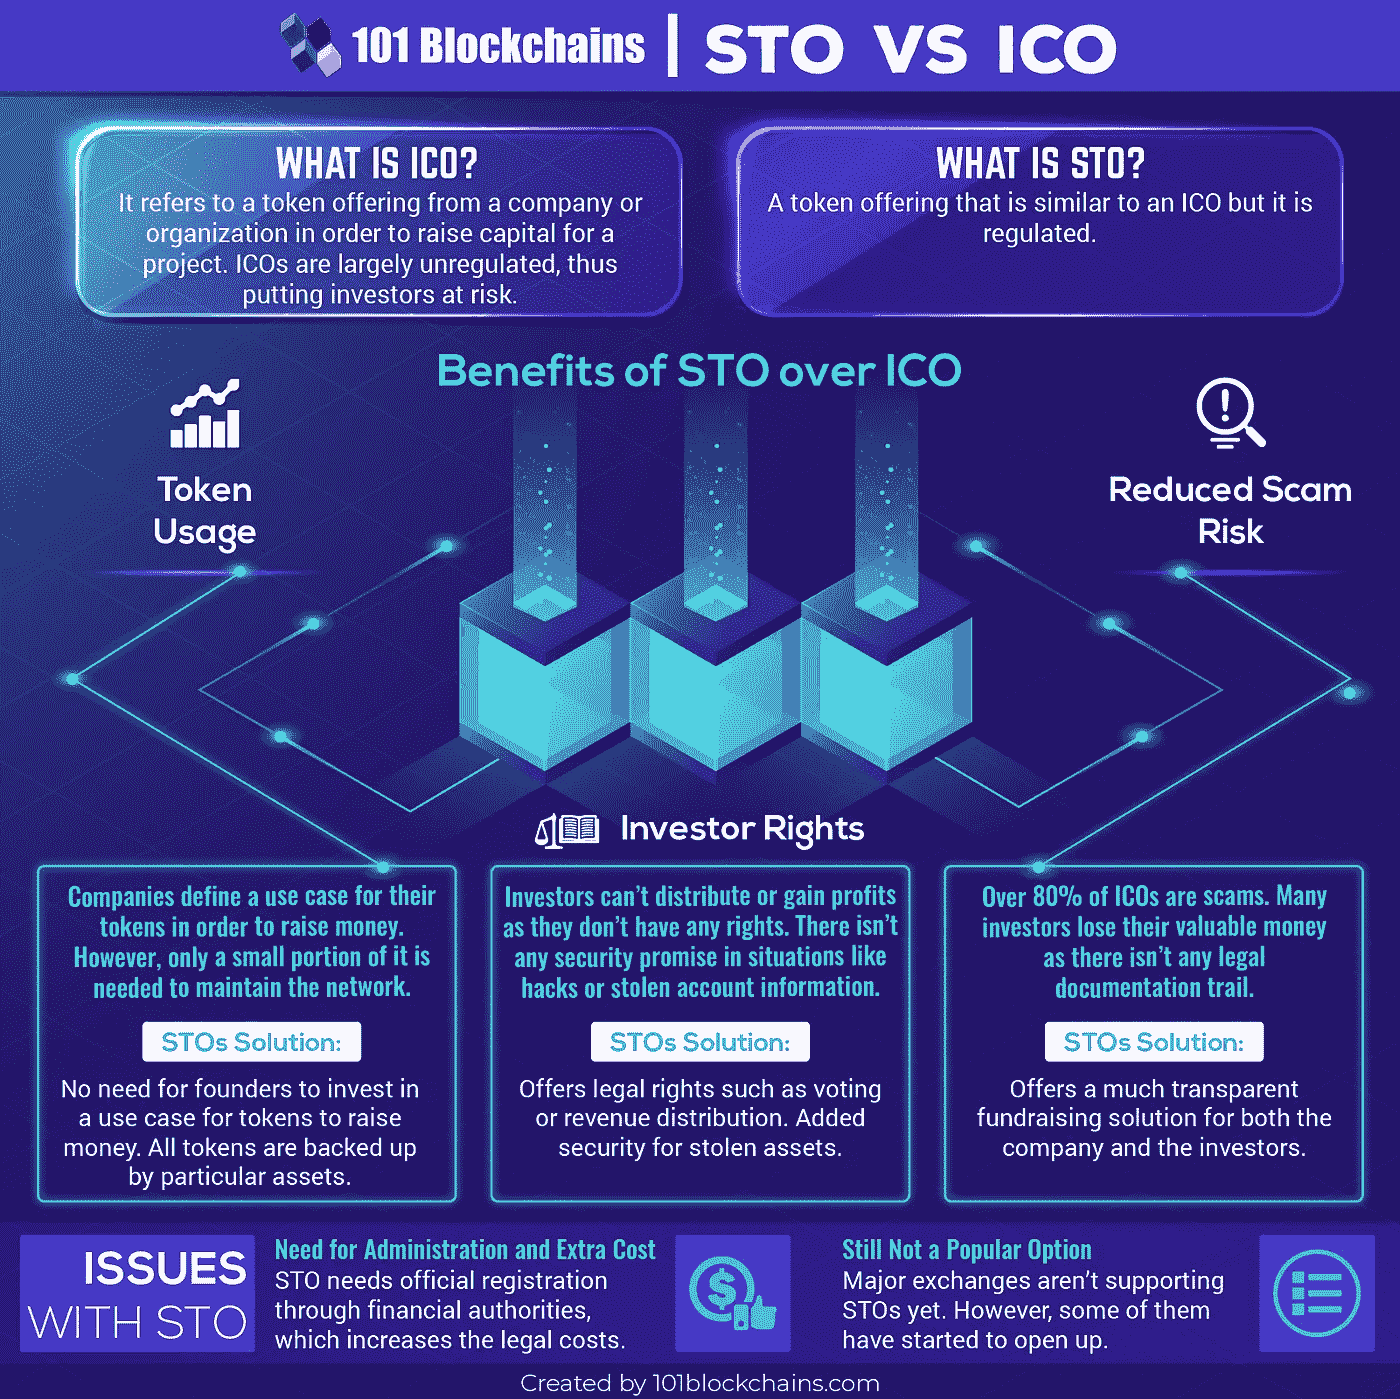 101 Blockchains | STO VS ICO
WHAT IS ICO?
It refers to a token offering from a company or
organization in order to raise capital for a
project. ICOs are largely unregulated, thus
putting investors at risk.
WHAT IS STO?
A token offering that is similar to an ICO but it is
regulated.
Benefits of STO over ICO
Token
Usage
Reduced Scam
Risk
Investor Rights
Companies define a use case for their
tokens in order to raise money.
However, only a small portion of it is
needed to maintain the network.
STOs Solution:
No need for founders to invest in
a use case for tokens to raise
money. All tokens are backed up
by particular assets.
Investors can't distribute or gain profits
as they don't have any rights. There isn't
any security promise in situations like
hacks or stolen account information.
STOs Solution:
Offers legal rights such as voting
or revenue distribution. Added
security for stolen assets.
Over 80% of ICOs are scams. Many
investors lose their valuable money
as there isn't any legal
documentation trail.
STOs Solution:
Offers a much transparent
fundraising solution for both the
company and the investors.
ISSUES
WITH STO
Need for Administration and Extra Cost
STO needs official registration
through financial authorities,
which increases the legal costs.
Still Not a Popular Option
Major exchanges aren't supporting
STOs yet. However, some of them
have started to open up.
Created by 101blockchains.com